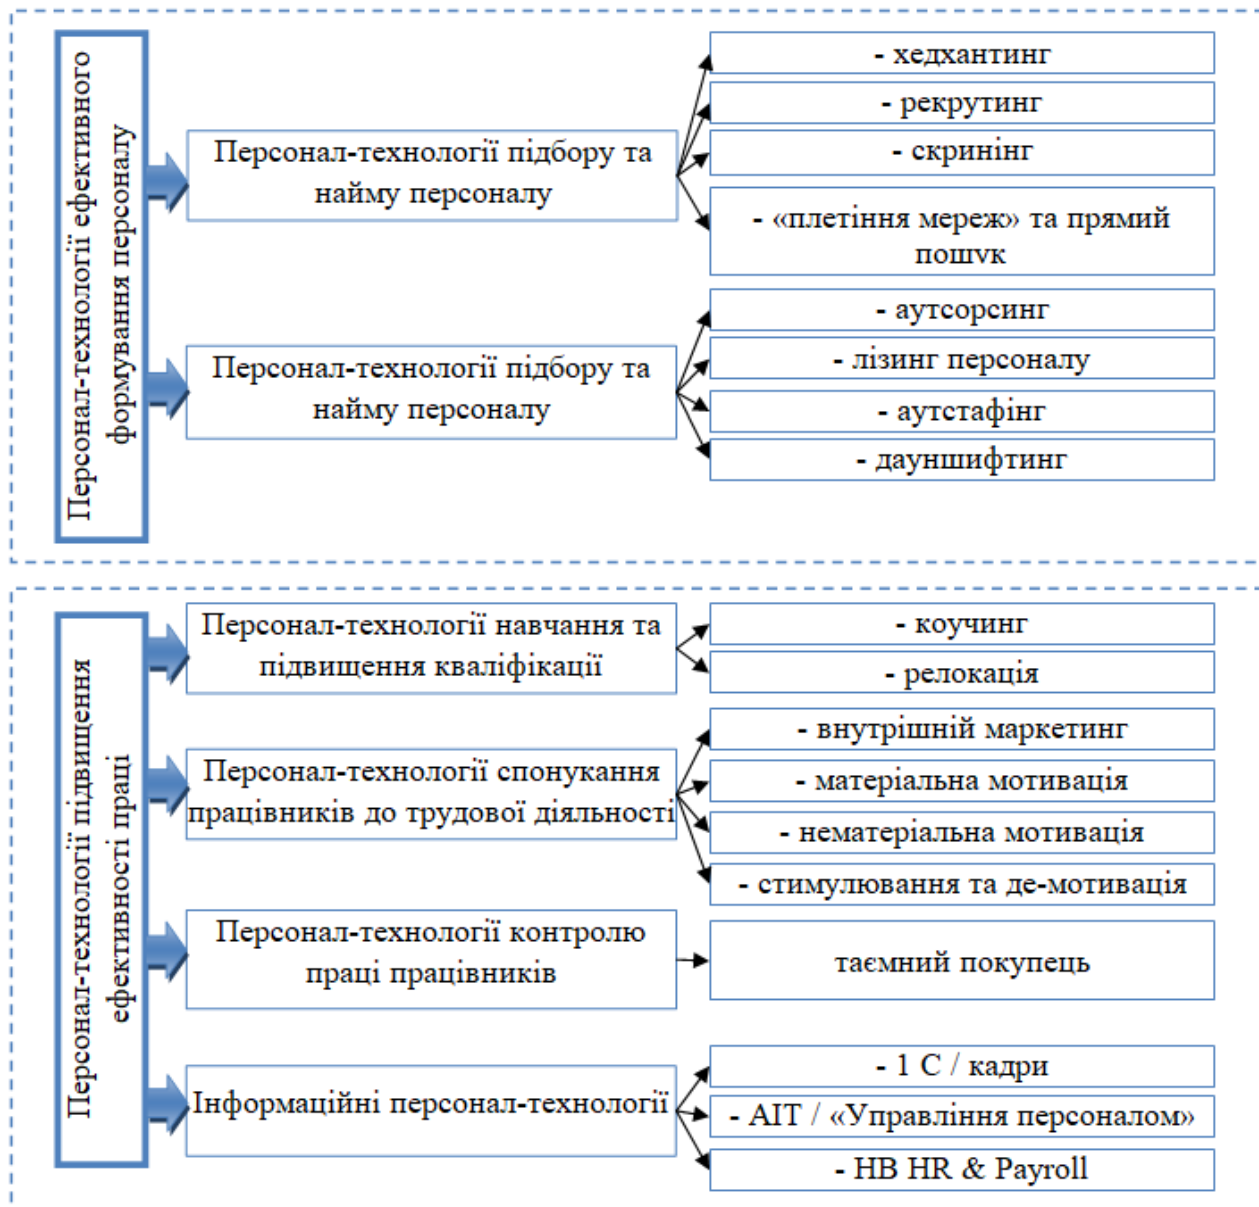 Персонал-технології ефективного
формування персоналу
Персонал-технології підбору та
найму персоналу
- хедхантинг
- рекрутинг
- скринінг
- «плетіння мереж» та прямий
пошук
Персонал-технології підбору та
найму персоналу
- аутсорсинг
- лізинг персоналу
- аутстафінг
- дауншифтинг
Персонал-технології підвищення
ефективності праці
Персонал-технології навчання та
підвищення кваліфікації
- коучинг
- релокація
Персонал-технології спонукання
працівників до трудової діяльності
- внутрішній маркетинг
- матеріальна мотивація
- нематеріальна мотивація
- стимулювання та де-мотивація
Персонал-технології контролю
праці працівників
таємний покупець
Інформаційні персонал-технології
- 1 С / кадри
- АІТ / «Управління персоналом»
- HB HR & Payroll